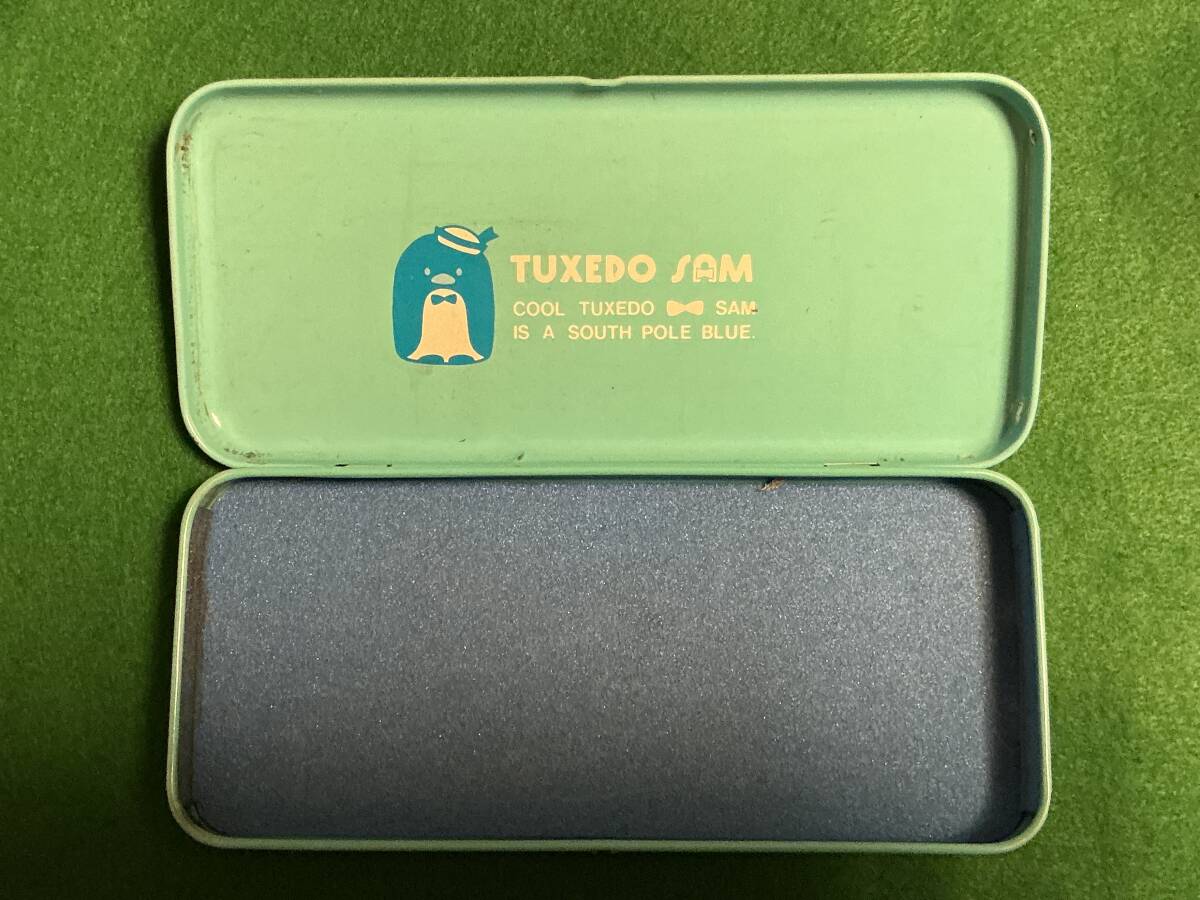 TUXEDO SAM
COOL TUXEDO SAM
IS A SOUTH POLE BLUE.